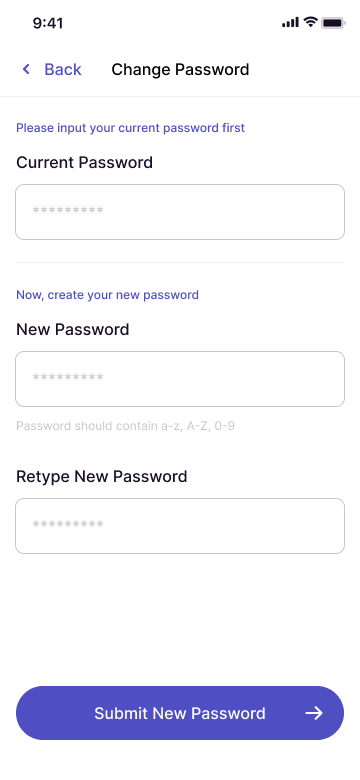 9:41
Back
Change Password
Please input your current password first
Current Password
*********
Now, create your new password
New Password
*********
Password should contain a-z, A-Z, 0-9
Retype New Password
*********
Submit New Password